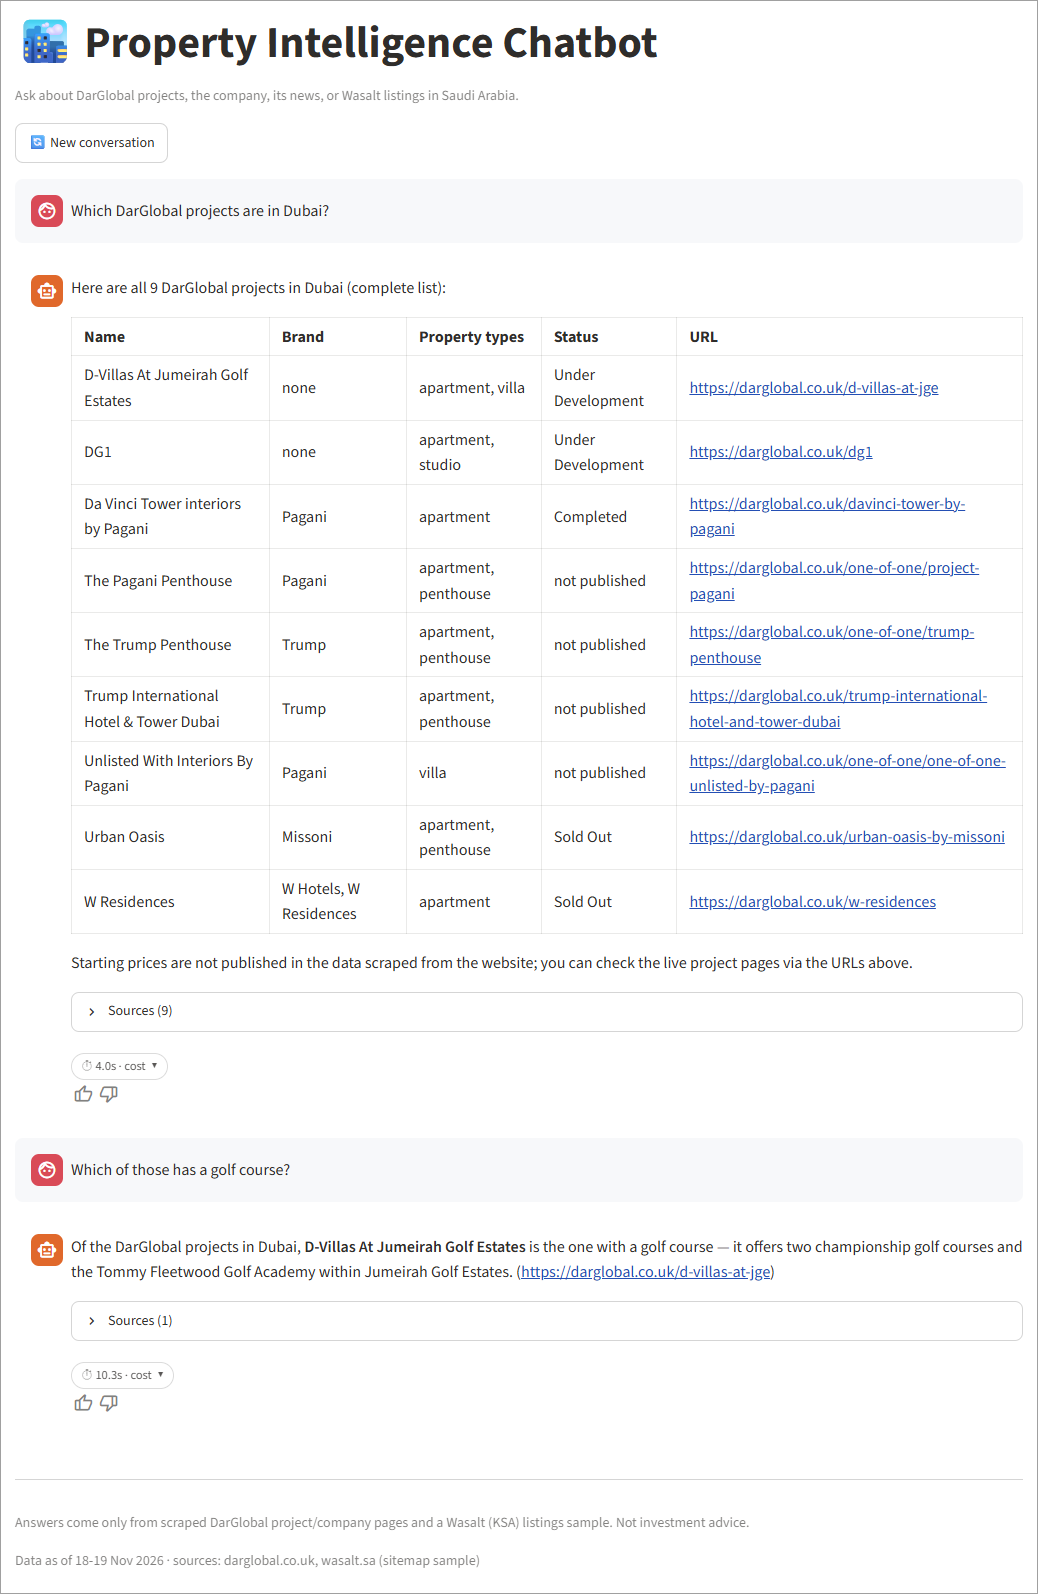 Property Intelligence Chatbot
Ask about DarGlobal projects, the company, its news, or Wasalt listings in Saudi Arabia.
New conversation
Which DarGlobal projects are in Dubai?
Here are all 9 DarGlobal projects in Dubai (complete list):
Name Brand Property types Status URL
D-Villas At Jumeirah Golf
Estates
none
apartment, villa
Under
Development
https://darglobal.co.uk/d-villas-at-jge
DG1
none
apartment,
studio
Under
Development
https://darglobal.co.uk/dg1
Da Vinci Tower interiors
by Pagani
Pagani
apartment
Completed
https://darglobal.co.uk/davinci-tower-by-
pagani
The Pagani Penthouse
Pagani
apartment,
penthouse
not published
https://darglobal.co.uk/one-of-one/project-
pagani
The Trump Penthouse
Trump
apartment,
penthouse
not published
https://darglobal.co.uk/one-of-one/trump-
penthouse
Trump International
Hotel & Tower Dubai
Trump
apartment,
penthouse
not published
https://darglobal.co.uk/trump-international-
hotel-and-tower-dubai
Unlisted With Interiors By
Pagani
Pagani
villa
not published
https://darglobal.co.uk/one-of-one/one-of-one-
unlisted-by-pagani
Urban Oasis
Missoni
apartment,
penthouse
Sold Out
https://darglobal.co.uk/urban-oasis-by-missoni
W Residences
W Hotels, W
Residences
apartment
Sold Out
https://darglobal.co.uk/w-residences
Starting prices are not published in the data scraped from the website; you can check the live project pages via the URLs above.
Sources (9)
4.0s · cost
Which of those has a golf course?
Of the DarGlobal projects in Dubai, D-Villas At Jumeirah Golf Estates is the one with a golf course — it offers two championship golf courses and
the Tommy Fleetwood Golf Academy within Jumeirah Golf Estates. (https://darglobal.co.uk/d-villas-at-jge)
Sources (1)
10.3s · cost
Answers come only from scraped DarGlobal project/company pages and a Wasalt (KSA) listings sample. Not investment advice.
Data as of 18-19 Nov 2026 · sources: darglobal.co.uk, wasalt.sa (sitemap sample)